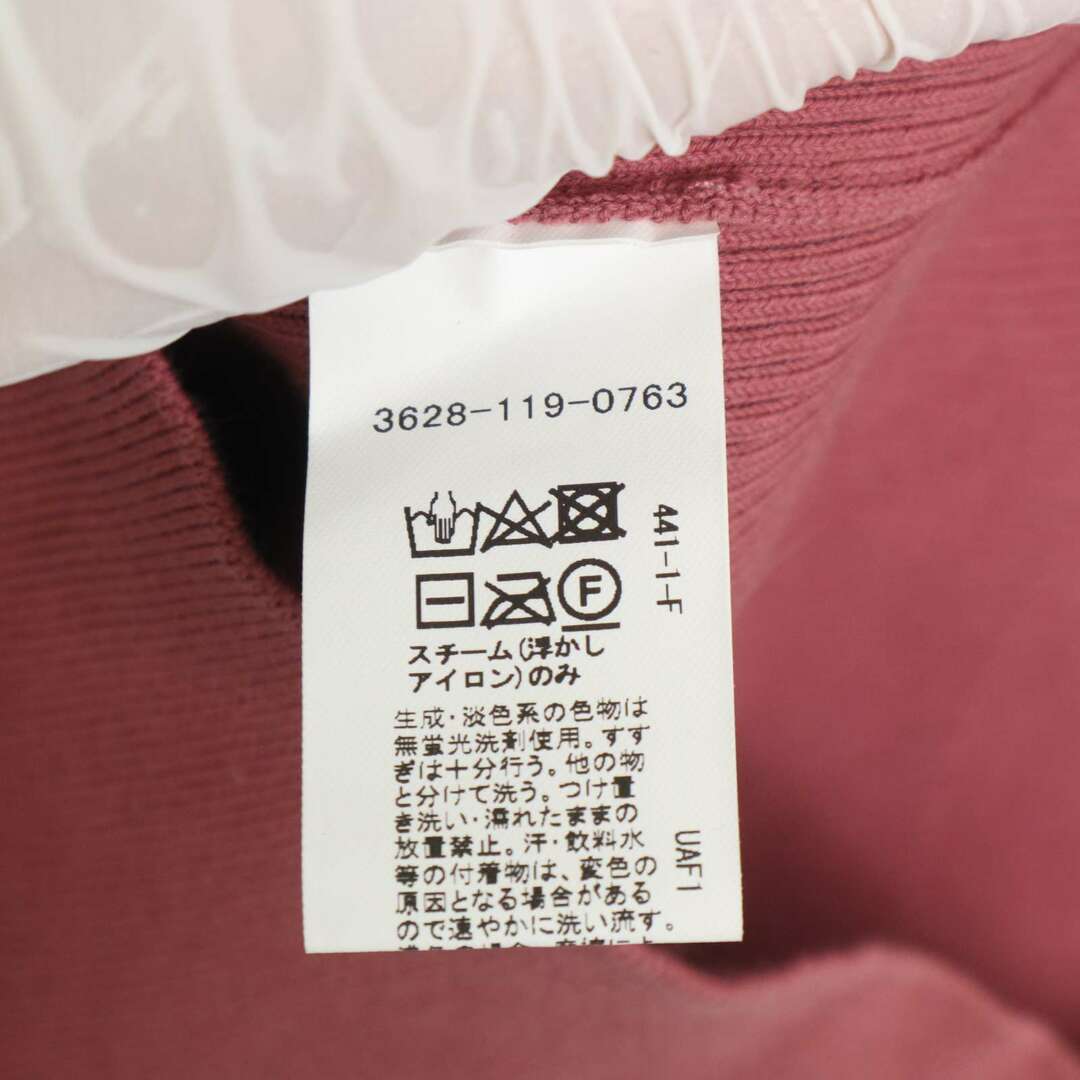 3628-119-0763
441-1-F
F
スチーム(浮かし
アイロン)のみ
生成・淡色系の色物は
無蛍光洗剤使用。すす
ぎは十分行う。他の物
と分けて洗う。つけ置
き洗い・濡れたままの
放置禁止。汗・飲料水
等の付着物は、変色の
原因となる場合がある
ので速やかに洗い流す。
UAF1